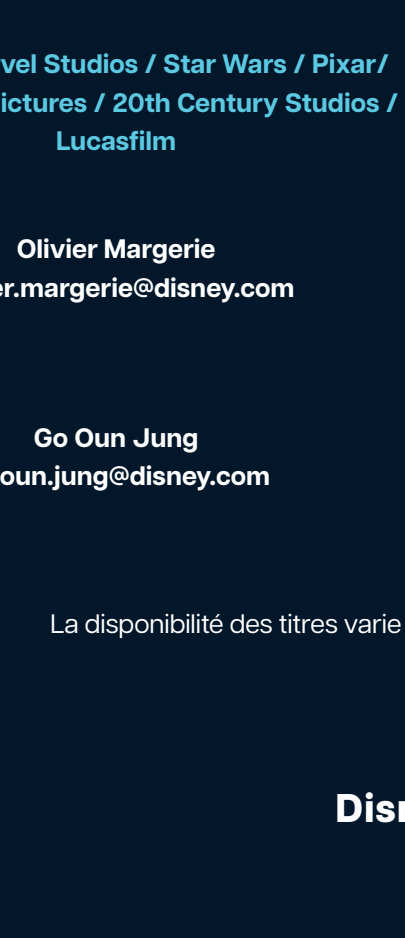 vel Studios / Star Wars / Pixar/
ictures / 20th Century Studios /
Lucasfilm
Olivier Margerie
er.margerie@disney.com
Go Oun Jung
oun.jung@disney.com
La disponibilité des titres varie
Disn